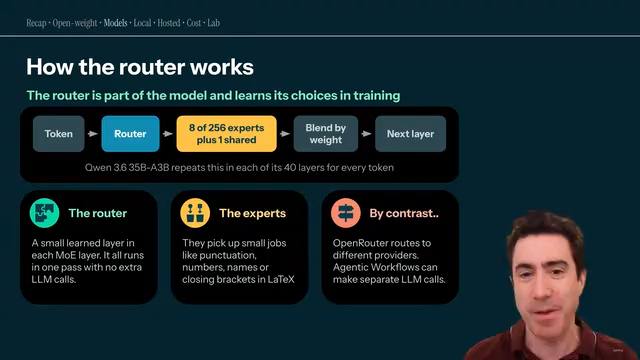 Recap • Open-weight • Models • Local • Hosted • Cost • Lab
How the router works
The router is part of the model and learns its choices in training
Token
Router
8 of 256 experts
plus 1 shared
Blend by
weight
Next layer
Qwen 3.6 35B-A3B repeats this in each of its 40 layers for every token
The router
A small learned layer in
each MoE layer. It all runs
in one pass with no extra
LLM calls.
The experts
They pick up small jobs
like punctuation,
numbers, names or
closing brackets in LaTeX
By contrast..
OpenRouter routes to
different providers.
Agentic Workflows can
make separate LLM calls.